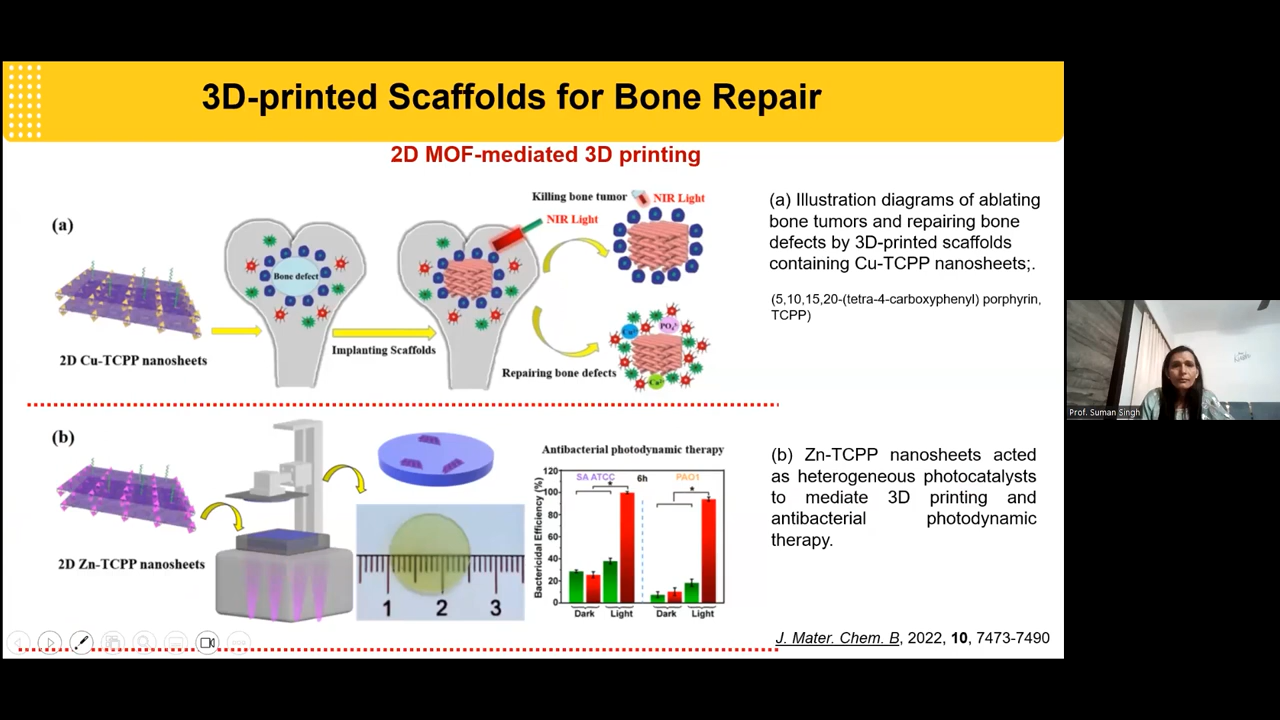 3D-printed Scaffolds for Bone Repair
2D MOF-mediated 3D printing
(a)
2D Cu-TCPP nanosheets
Bone defect
Implanting Scaffolds
NIR Light
Killing bone tumor
NIR Light
Repairing bone defects
(a) Illustration diagrams of ablating
bone tumors and repairing bone
defects by 3D-printed scaffolds
containing Cu-TCPP nanosheets;.
(5,10,15,20-(tetra-4-carboxyphenyl) porphyrin,
TCPP)
Prof. Suman Singh
(b)
2D Zn-TCPP nanosheets
1 2 3
Antibacterial photodynamic therapy
Bactericidal Efficiency (%)
120
100
80
60
40
20
0
SA ATCC 6h PAO1
* *
Dark Light Dark Light
(b) Zn-TCPP nanosheets acted
as heterogeneous photocatalysts
to mediate 3D printing and
antibacterial photodynamic
therapy.
J. Mater. Chem. B, 2022, 10, 7473-7490